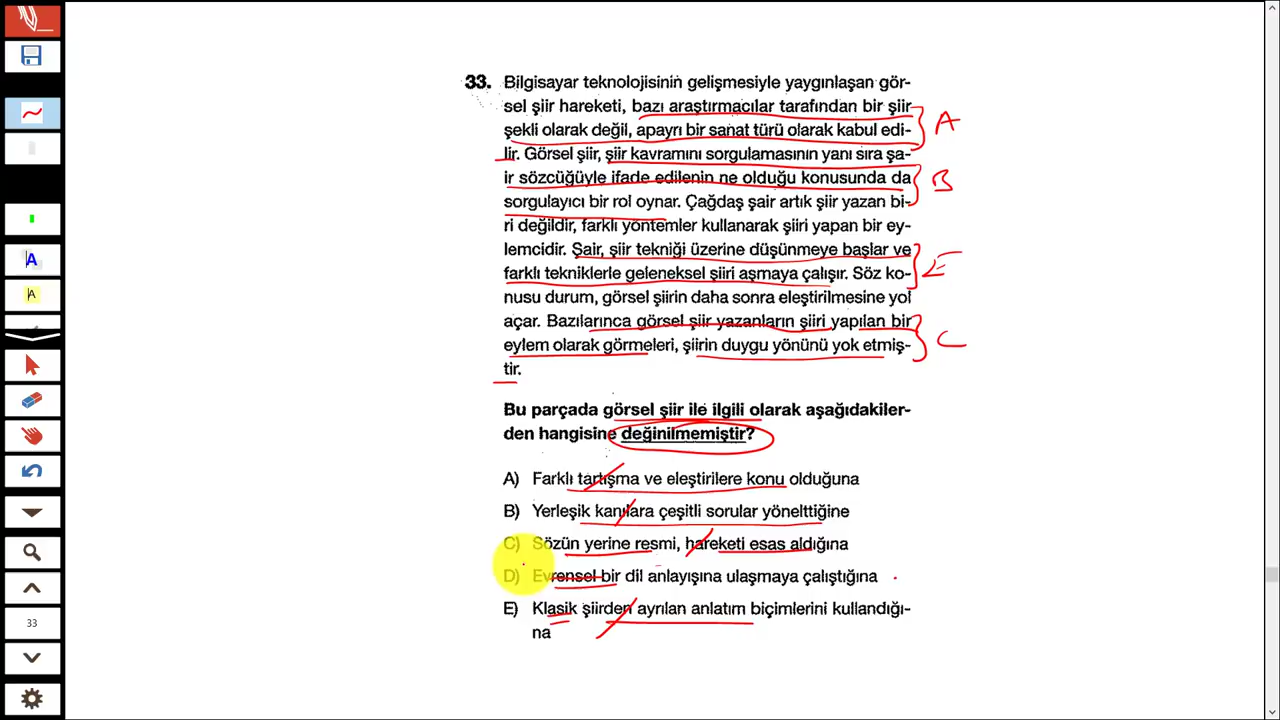 33. Bilgisayar teknolojisinin gelişmesiyle yaygınlaşan gör-
sel şiir hareketi, bazı araştırmacılar tarafından bir şiir
şekli olarak değil, apayrı bir sanat türü olarak kabul edi- A
lir. Görsel şiir, şiir kavramını sorgulamasının yanı sıra şa-
ir sözcüğüyle ifade edilenin ne olduğu konusunda da B
sorgulayıcı bir rol oynar. Çağdaş şair artık şiir yazan bi-
ri değildir, farklı yöntemler kullanarak şiiri yapan bir ey-
lemcidir. Şair, şiir tekniği üzerine düşünmeye başlar ve
farklı tekniklerle geleneksel şiiri aşmaya çalışır. Söz ko- E
nusu durum, görsel şiirin daha sonra eleştirilmesine yol
açar. Bazılarınca görsel şiir yazanların şiiri yapılan bir
eylem olarak görmeleri, şiirin duygu yönünü yok etmiş- C
tir.
Bu parçada görsel şiir ile ilgili olarak aşağıdakiler-
den hangisine değinilmemiştir?
A) Farklı tartışma ve eleştirilere konu olduğuna
B) Yerleşik kanılara çeşitli sorular yönelttiğine
C) Sözün yerine resmi, hareketi esas aldığına
D) Evrensel bir dil anlayışına ulaşmaya çalıştığına
E) Klasik şiirden ayrılan anlatım biçimlerini kullandığı-
na
A
A
33